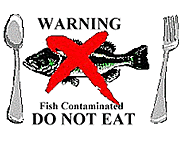 WARNING
Fish Contaminated
DO NOT EAT